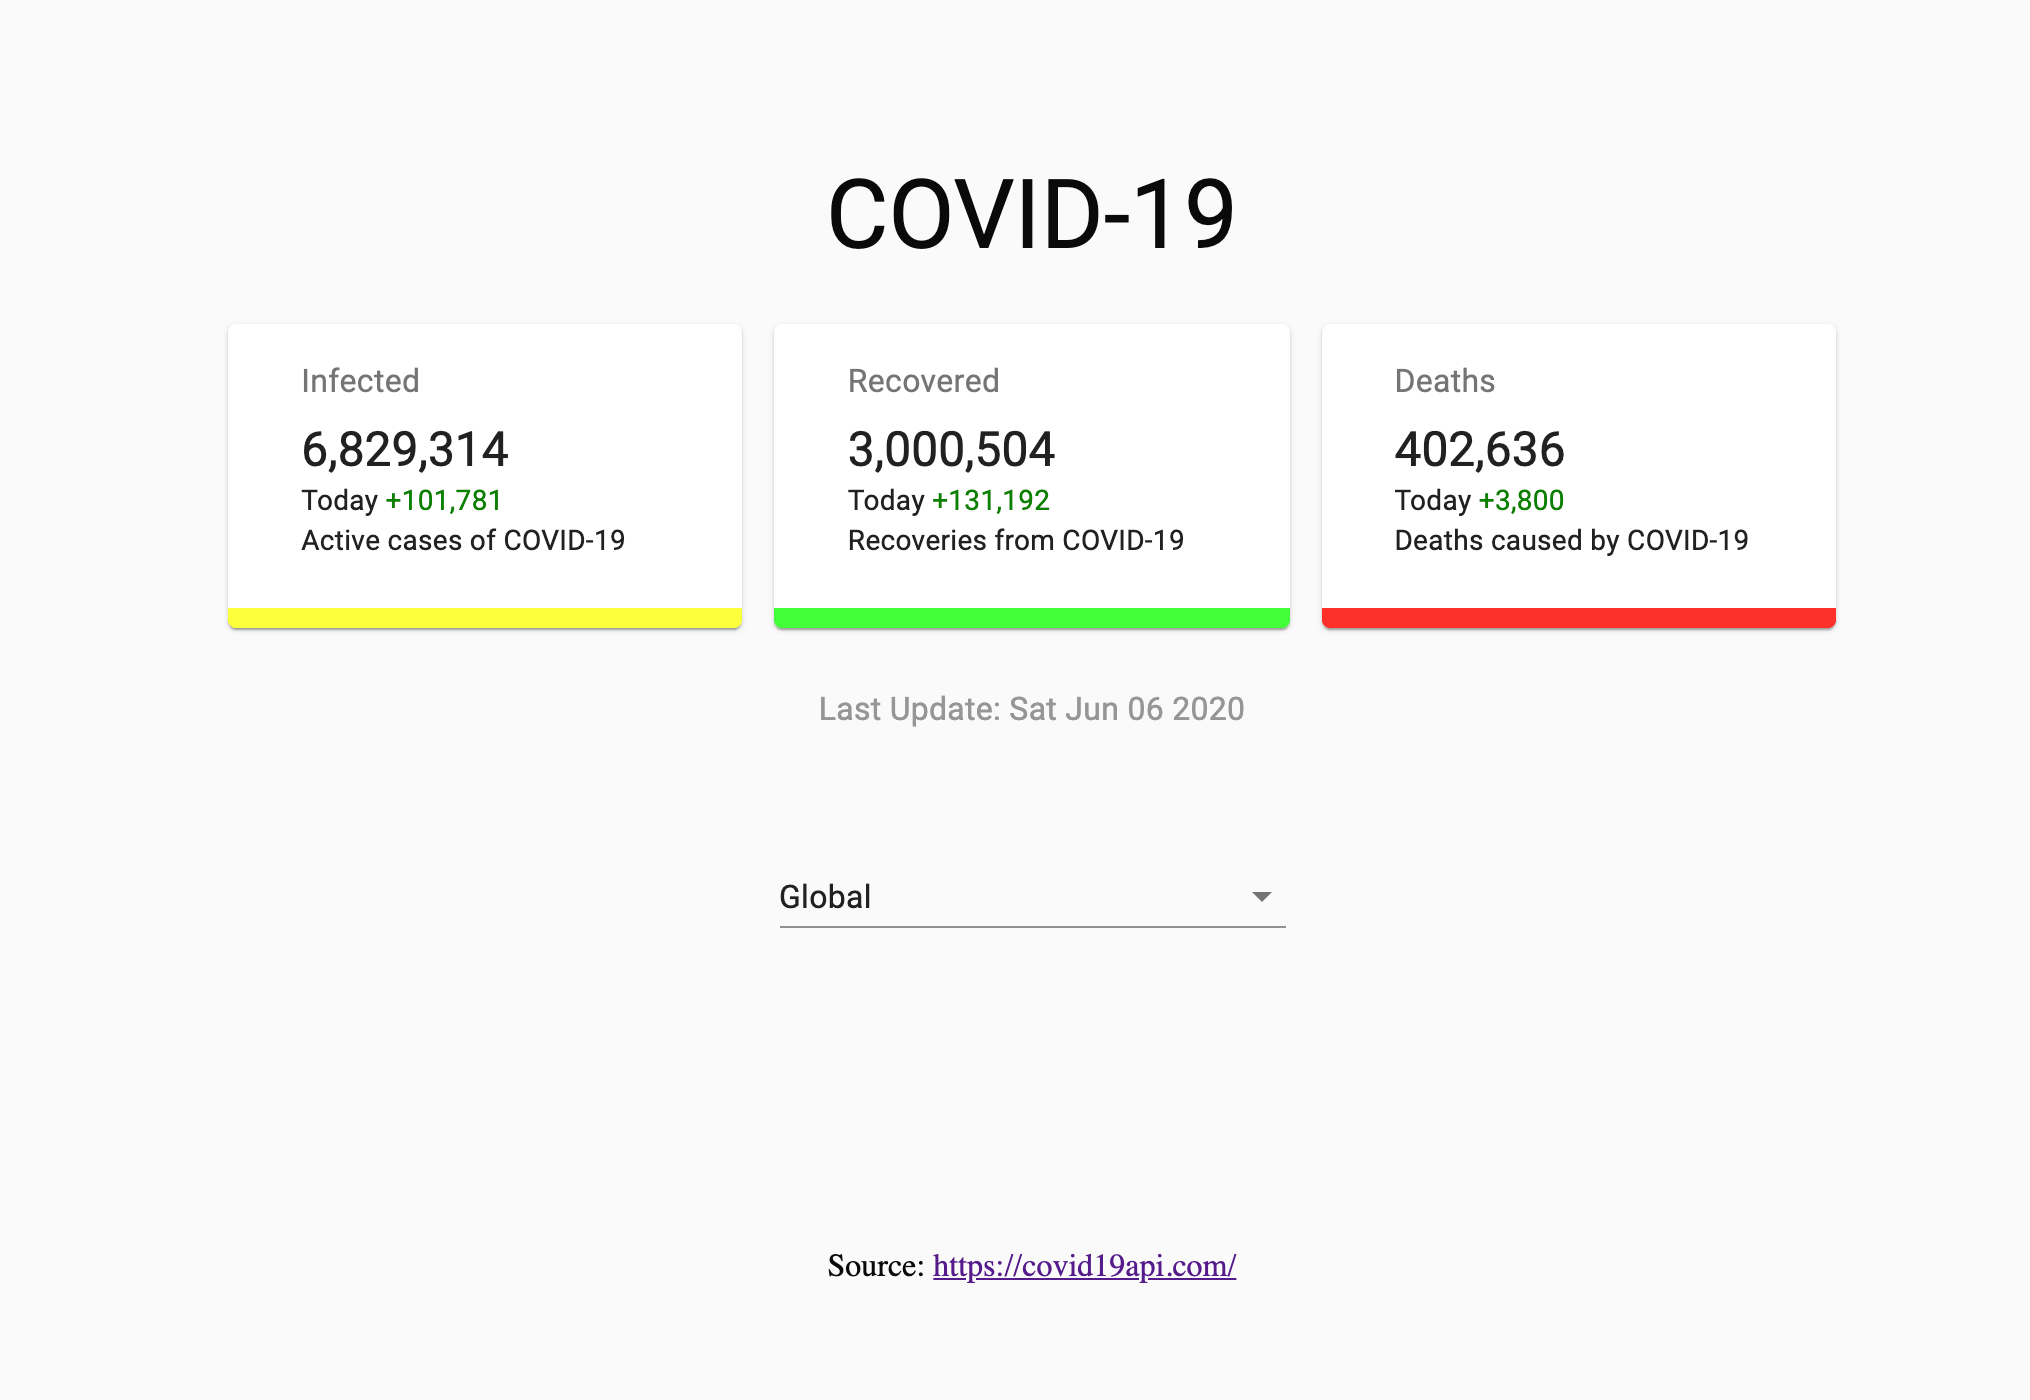 COVID-19
Infected
6,829,314
Today +101,781
Active cases of COVID-19
Recovered
3,000,504
Today +131,192
Recoveries from COVID-19
Deaths
402,636
Today +3,800
Deaths caused by COVID-19
Last Update: Sat Jun 06 2020
Global
Source: https://covid19api.com/